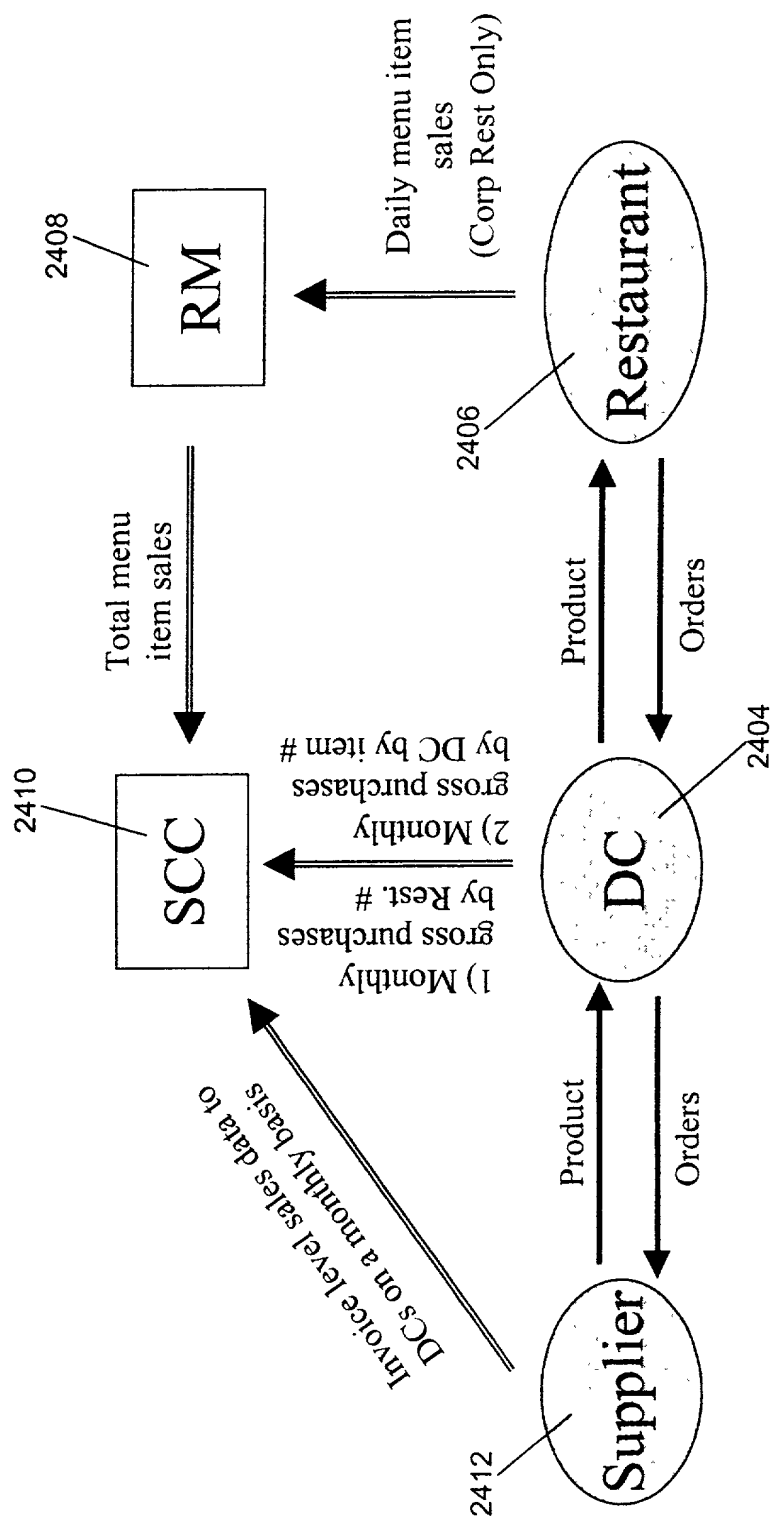 2410
SCC
Total menu
item sales
2408
RM
Invoice level sales data to
DCs on a monthly basis
1) Monthly
gross purchases
by Rest. #
2) Monthly
gross purchases
by DC by item #
Daily menu item
sales
(Corp Rest Only)
2412
Supplier
Product
Orders
DC
2404
Product
Orders
2406
Restaurant